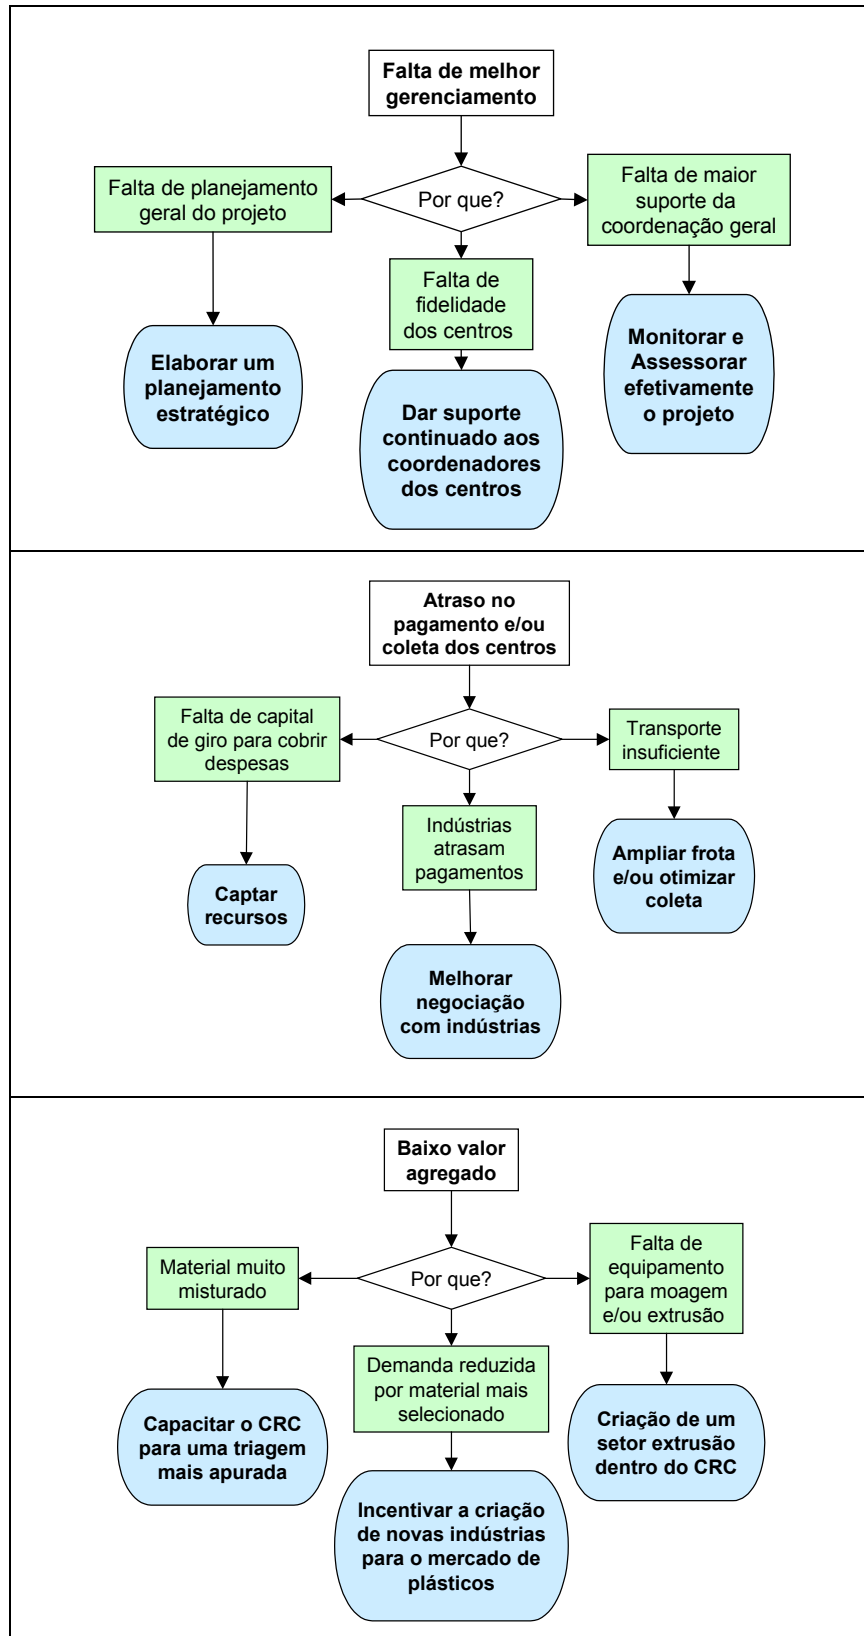 Falta de melhor
gerenciamento
Por que?
Falta de planejamento
geral do projeto
Falta de maior
suporte da
coordenação geral
Falta de
fidelidade
dos centros
Elaborar um
planejamento
estratégico
Monitorar e
Assessorar
efetivamente
o projeto
Dar suporte
continuado aos
coordenadores
dos centros
Atraso no
pagamento e/ou
coleta dos centros
Por que?
Falta de capital
de giro para cobrir
despesas
Transporte
insuficiente
Indústrias
atrasam
pagamentos
Captar
recursos
Ampliar frota
e/ou otimizar
coleta
Melhorar
negociação
com indústrias
Baixo valor
agregado
Por que?
Material muito
misturado
Falta de
equipamento
para moagem
e/ou extrusão
Demanda reduzida
por material mais
selecionado
Capacitar o CRC
para uma triagem
mais apurada
Criação de um
setor extrusão
dentro do CRC
Incentivar a criação
de novas indústrias
para o mercado de
plásticos